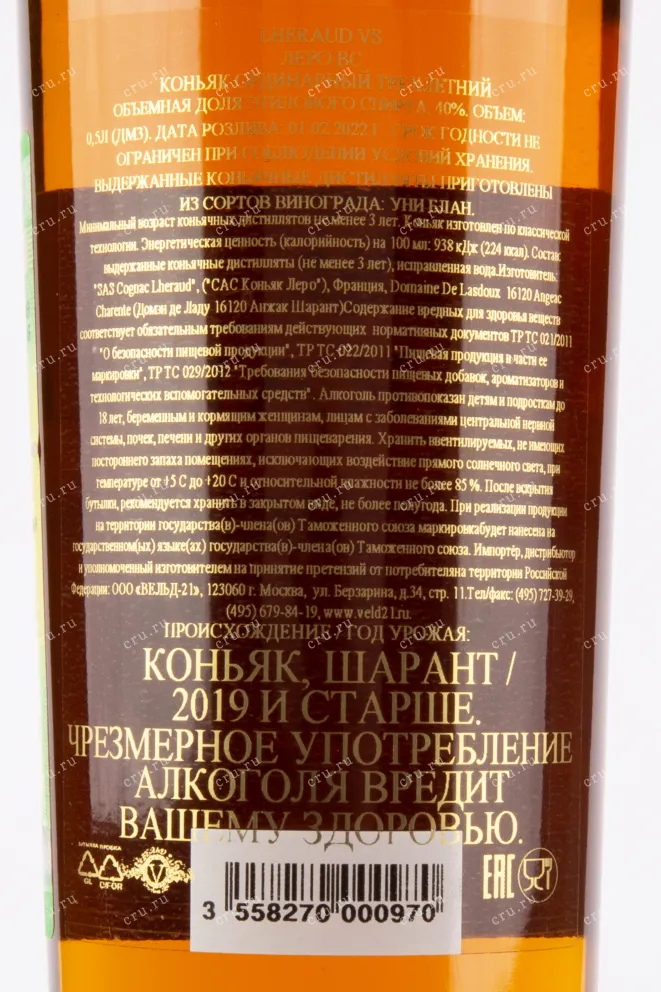 LHERAUD VS
ЛЕРО ВС
КОНЬЯК ОРДИНАРНЫЙ ТРЕХЛЕТНИЙ
ОБЪЕМНАЯ ДОЛЯ ЭТИЛОВОГО СПИРТА, 40%. ОБЪЕМ:
0,5Л (ДМ3). ДАТА РОЗЛИВА: 01.02.2022 Г. СРОК ГОДНОСТИ НЕ
ОГРАНИЧЕН ПРИ СОБЛЮДЕНИИ УСЛОВИЙ ХРАНЕНИЯ.
ВЫДЕРЖАННЫЕ КОНЬЯЧНЫЕ ДИСТИЛЛЯТЫ ПРИГОТОВЛЕНЫ
ИЗ СОРТОВ ВИНОГРАДА: УНИ БЛАН.
Минимальный возраст коньячных дистиллятов не менее 3 лет. Коньяк изготовлен по классической
технологии. Энергетическая ценность (калорийность) на 100 мл: 938 кДж (224 ккал). Состав:
выдержанные коньячные дистилляты (не менее 3 лет), исправленная вода.Изготовитель:
"SAS Cognac Lheraud", ("САС Коньяк Леро"), Франция, Domaine De Lasdoux 16120 Angeac
Charente (Домэн де Ладу 16120 Анжак Шарант)Содержание вредных для здоровья веществ
соответствует обязательным требованиям действующих нормативных документов ТР ТС 021/2011
"О безопасности пищевой продукции", ТР ТС 022/2011 "Пищевая продукция в части ее
маркировки", ТР ТС 029/2012 "Требования безопасности пищевых добавок, ароматизаторов и
технологических вспомогательных средств". Алкоголь противопоказан детям и подросткам до
18 лет, беременным и кормящим женщинам, лицам с заболеваниями центральной нервной
системы, почек, печени и других органов пищеварения. Хранить в вентилируемых, не имеющих
постороннего запаха помещениях, исключающих воздействие прямого солнечного света, при
температуре от +5 С до +20 С и относительной влажности не более 85 %. После вскрытия
бутылки, рекомендуется хранить в закрытом виде, не более полугода. При реализации продукции
на территории государства(в)-члена(ов) Таможенного союза маркировкабудет нанесена на
государственном(ых) языке(ах) государства(в)-члена(ов) Таможенного союза. Импортёр, дистрибьютор
и уполномоченный изготовителем на принятие претензий от потребителяна территории Российской
Федерации: ООО «ВЕЛЬД-21», 123060 г. Москва, ул. Берзарина, д.34, стр. 11.Тел/факс: (495) 727-39-29,
(495) 679-84-19, www.veld21.ru.
ПРОИСХОЖДЕНИЕ / ГОД УРОЖАЯ:
КОНЬЯК, ШАРАНТ /
2019 И СТАРШЕ.
ЧРЕЗМЕРНОЕ УПОТРЕБЛЕНИЕ
АЛКОГОЛЯ ВРЕДИТ
ВАШЕМУ ЗДОРОВЬЮ.
GL C/FOR
V
EAC
3 558270 000970
cru.ru